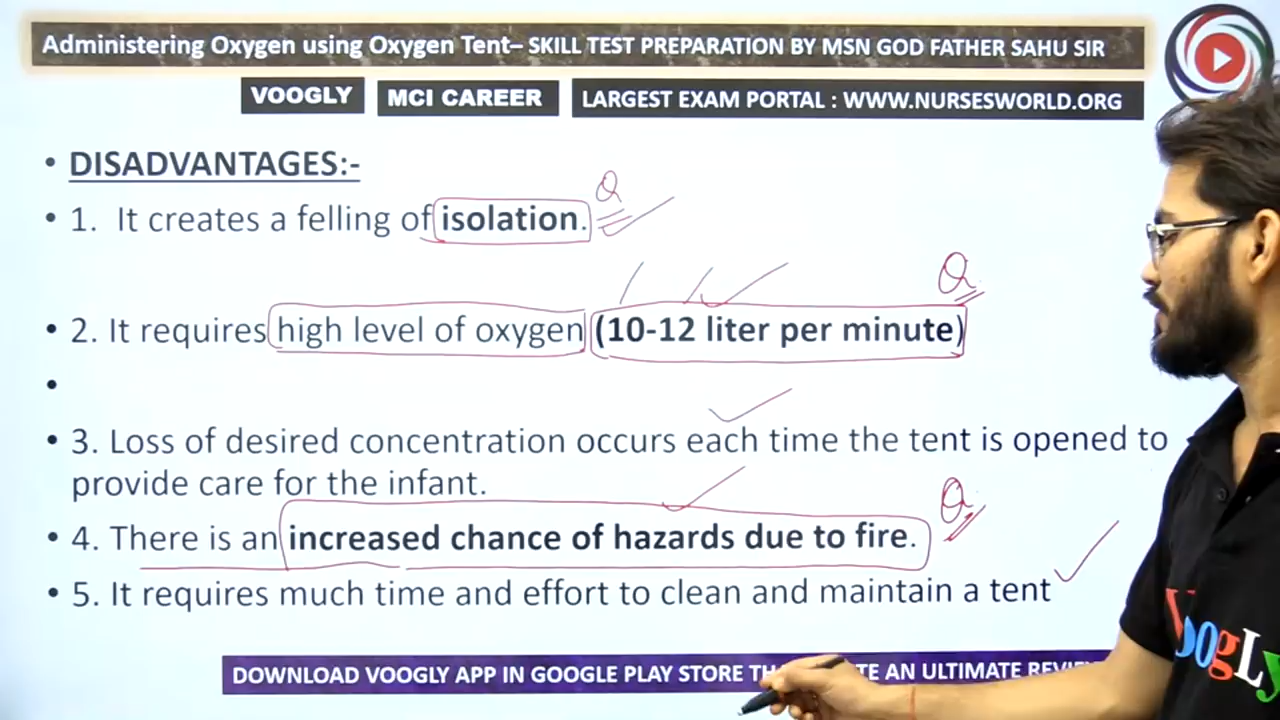 Administering Oxygen using Oxygen Tent– SKILL TEST PREPARATION BY MSN GOD FATHER SAHU SIR
VOOGLY
MCI CAREER
LARGEST EXAM PORTAL : WWW.NURSESWORLD.ORG
• DISADVANTAGES:-
• 1. It creates a felling of isolation. Q
• 2. It requires high level of oxygen (10-12 liter per minute) Q
•
• 3. Loss of desired concentration occurs each time the tent is opened to
provide care for the infant.
• 4. There is an increased chance of hazards due to fire. Q
• 5. It requires much time and effort to clean and maintain a tent
VOOGLY
DOWNLOAD VOOGLY APP IN GOOGLE PLAY STORE AN ULTIMATE